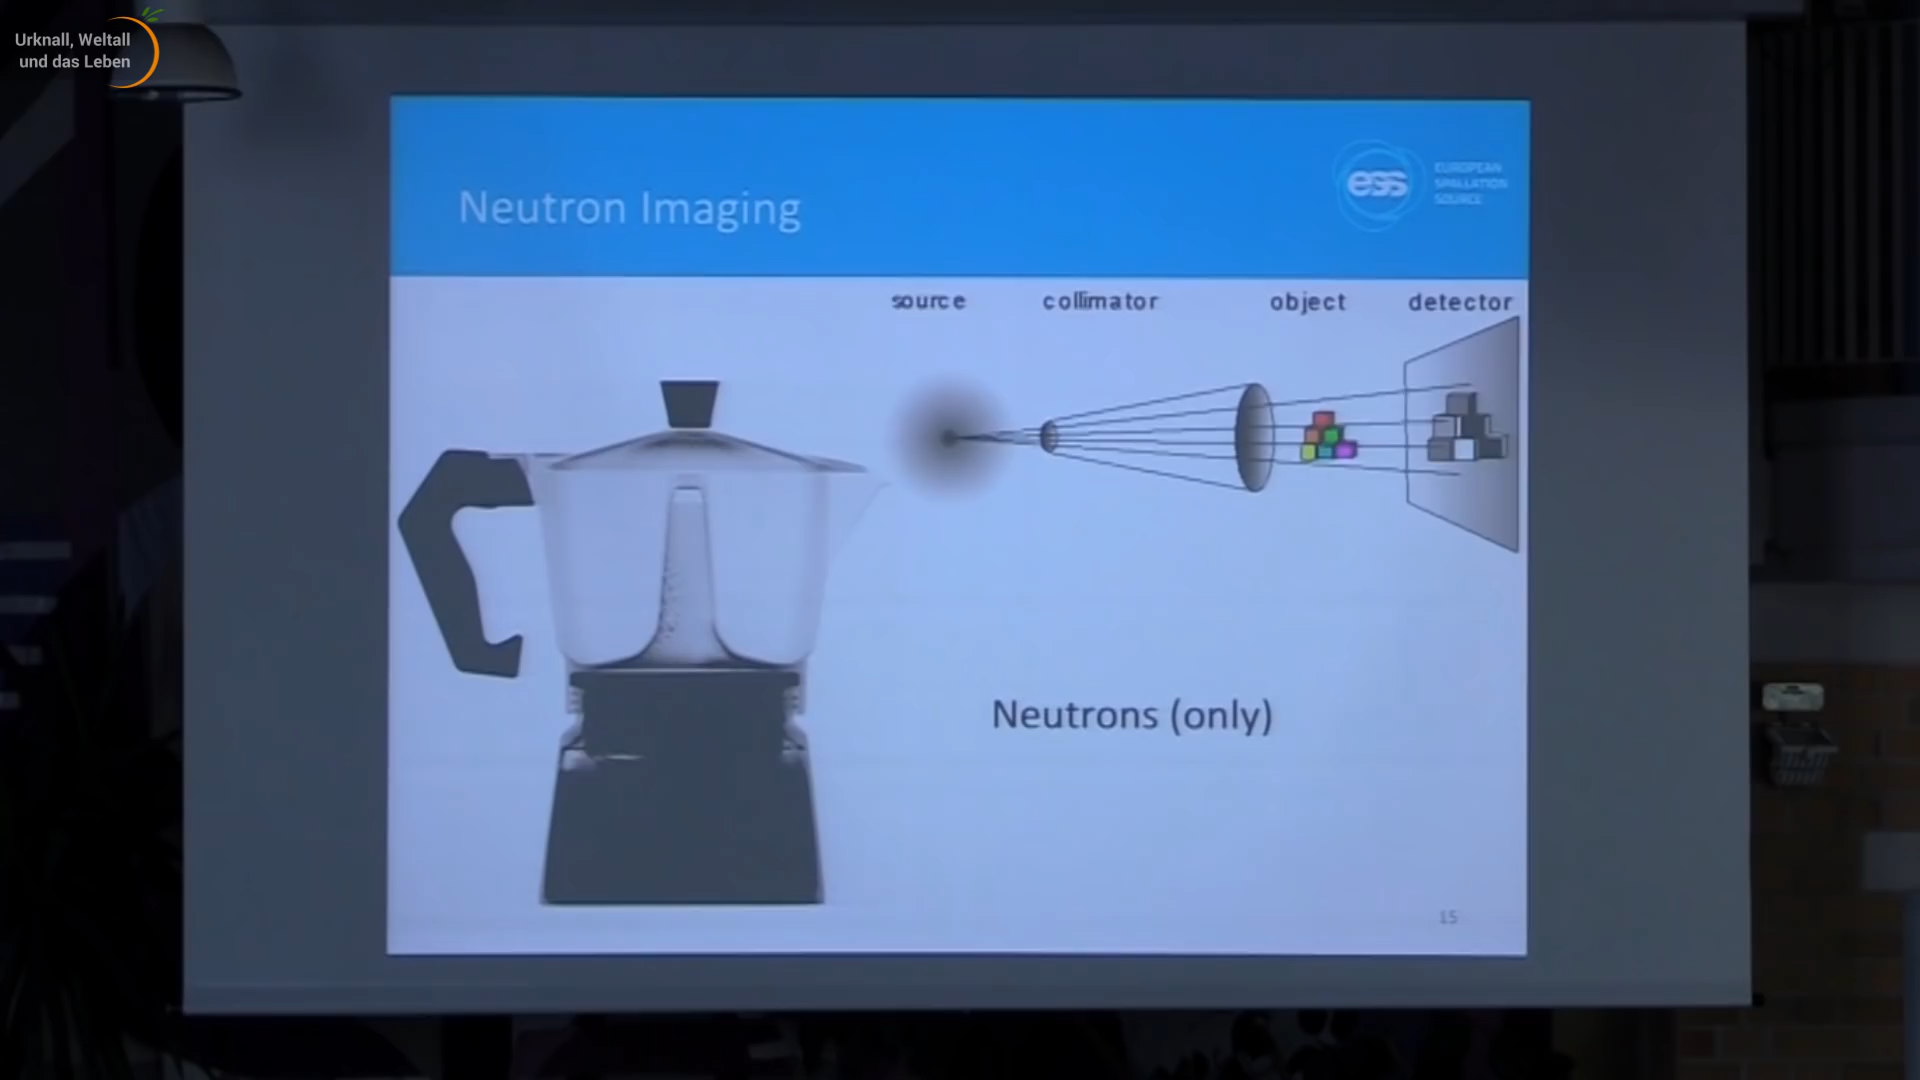 Urknall, Weltall
und das Leben
Neutron Imaging
ess
EUROPEAN
SPALLATION
SOURCE
source collimator object detector
Neutrons (only)
15